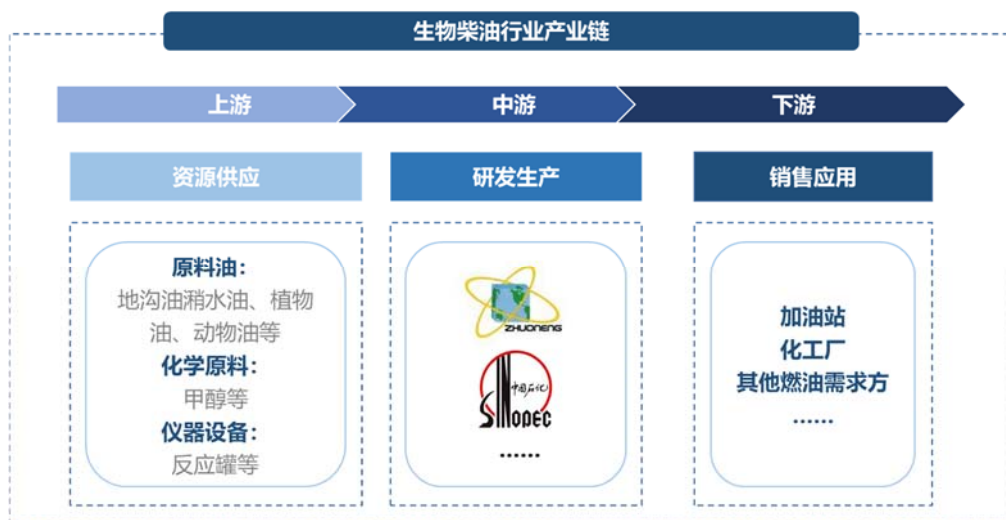 生物柴油行业产业链
上游
中游
下游
资源供应
研发生产
销售应用
原料油：
地沟油稍水油、植物
油、动物油等
化学原料：
甲醇等
仪器设备：
反应罐等
ZHUONENG
中国石化
SINOPEC
......
加油站
化工厂
其他燃油需求方
......